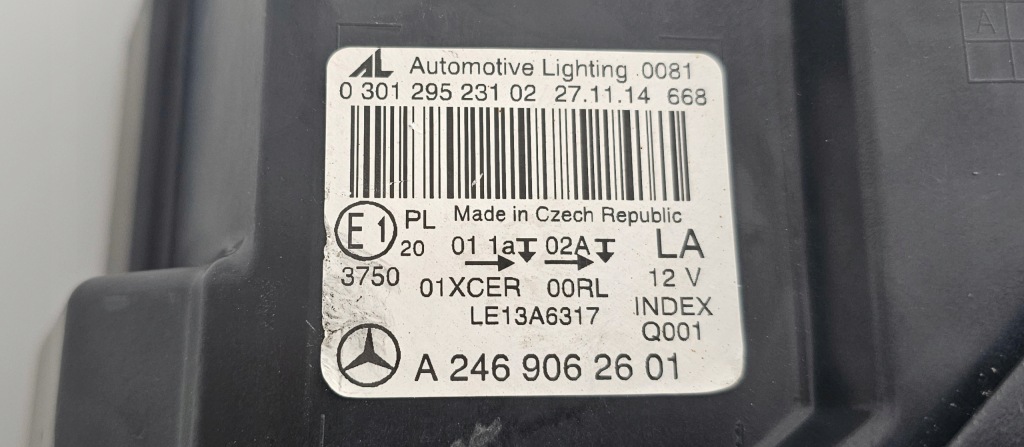 AL Automotive Lighting 0081
0 301 295 231 02 27.11.14 668
Made in Czech Republic
E1 PL 20 01 1a 02A LA
3750 01XCER 00RL 12 V
LE13A6317 INDEX
Q001
A 246 906 26 01
A